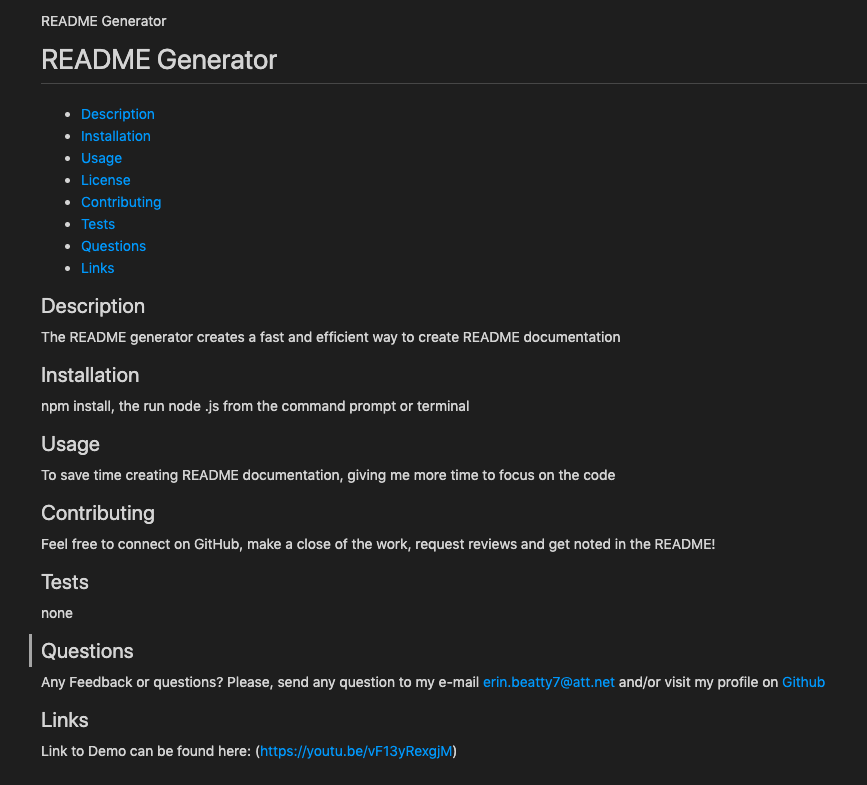 README Generator
README Generator
Description
Installation
Usage
License
Contributing
Tests
Questions
Links
Description
The README generator creates a fast and efficient way to create README documentation
Installation
npm install, the run node .js from the command prompt or terminal
Usage
To save time creating README documentation, giving me more time to focus on the code
Contributing
Feel free to connect on GitHub, make a close of the work, request reviews and get noted in the README!
Tests
none
Questions
Any Feedback or questions? Please, send any question to my e-mail erin.beatty7@att.net and/or visit my profile on Github
Links
Link to Demo can be found here: (https://youtu.be/vF13yRexgjM)